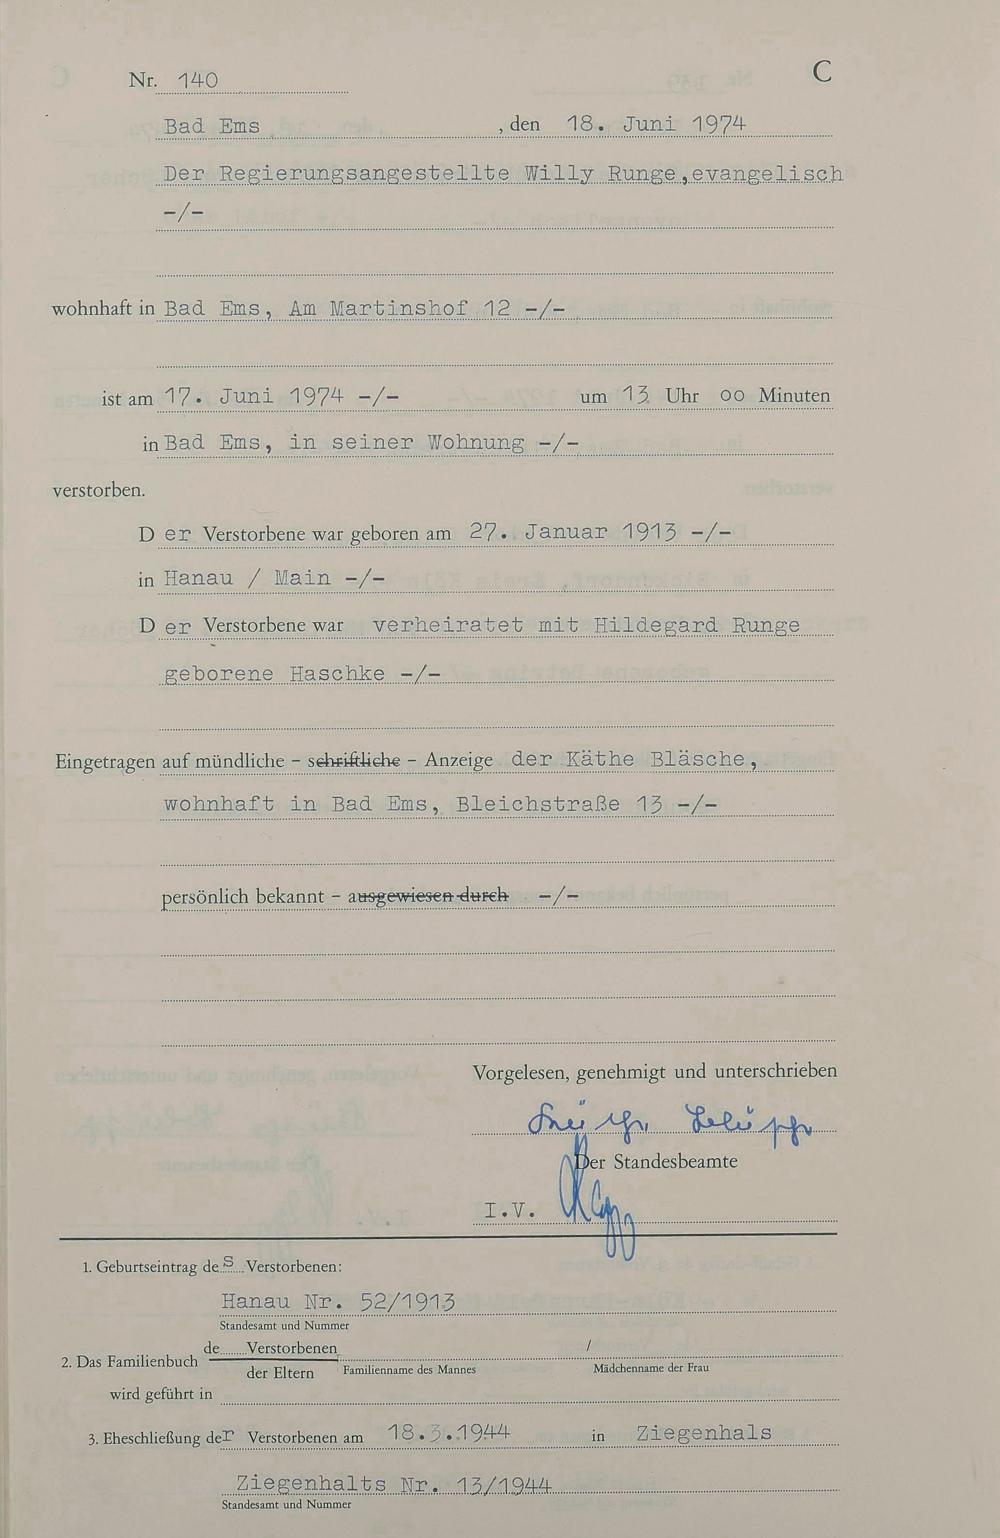 Nr. 140
C
Bad Ems , den 18. Juni 1974
Der Regierungsangestellte Willy Runge,evangelisch
-/-
wohnhaft in Bad Ems, Am Martinshof 12 -/-
ist am 17. Juni 1974 -/- um 13 Uhr 00 Minuten
in Bad Ems, in seiner Wohnung -/-
verstorben.
D er Verstorbene war geboren am 27. Januar 1913 -/-
in Hanau / Main -/-
D er Verstorbene war verheiratet mit Hildegard Runge
geborene Haschke -/-
Eingetragen auf mündliche - schriftliche - Anzeige der Käthe Bläsche,
wohnhaft in Bad Ems, Bleichstraße 13 -/-
persönlich bekannt - ausgewiesen durch -/-
Vorgelesen, genehmigt und unterschrieben
Der Standesbeamte
I.V.
1. Geburtseintrag des Verstorbenen:
Hanau Nr. 52/1913
Standesamt und Nummer
de Verstorbenen /
2. Das Familienbuch
der Eltern Familienname des Mannes Mädchenname der Frau
wird geführt in
3. Eheschließung der Verstorbenen am 18.3.1944 in Ziegenhals
Ziegenhalts Nr. 13/1944
Standesamt und Nummer